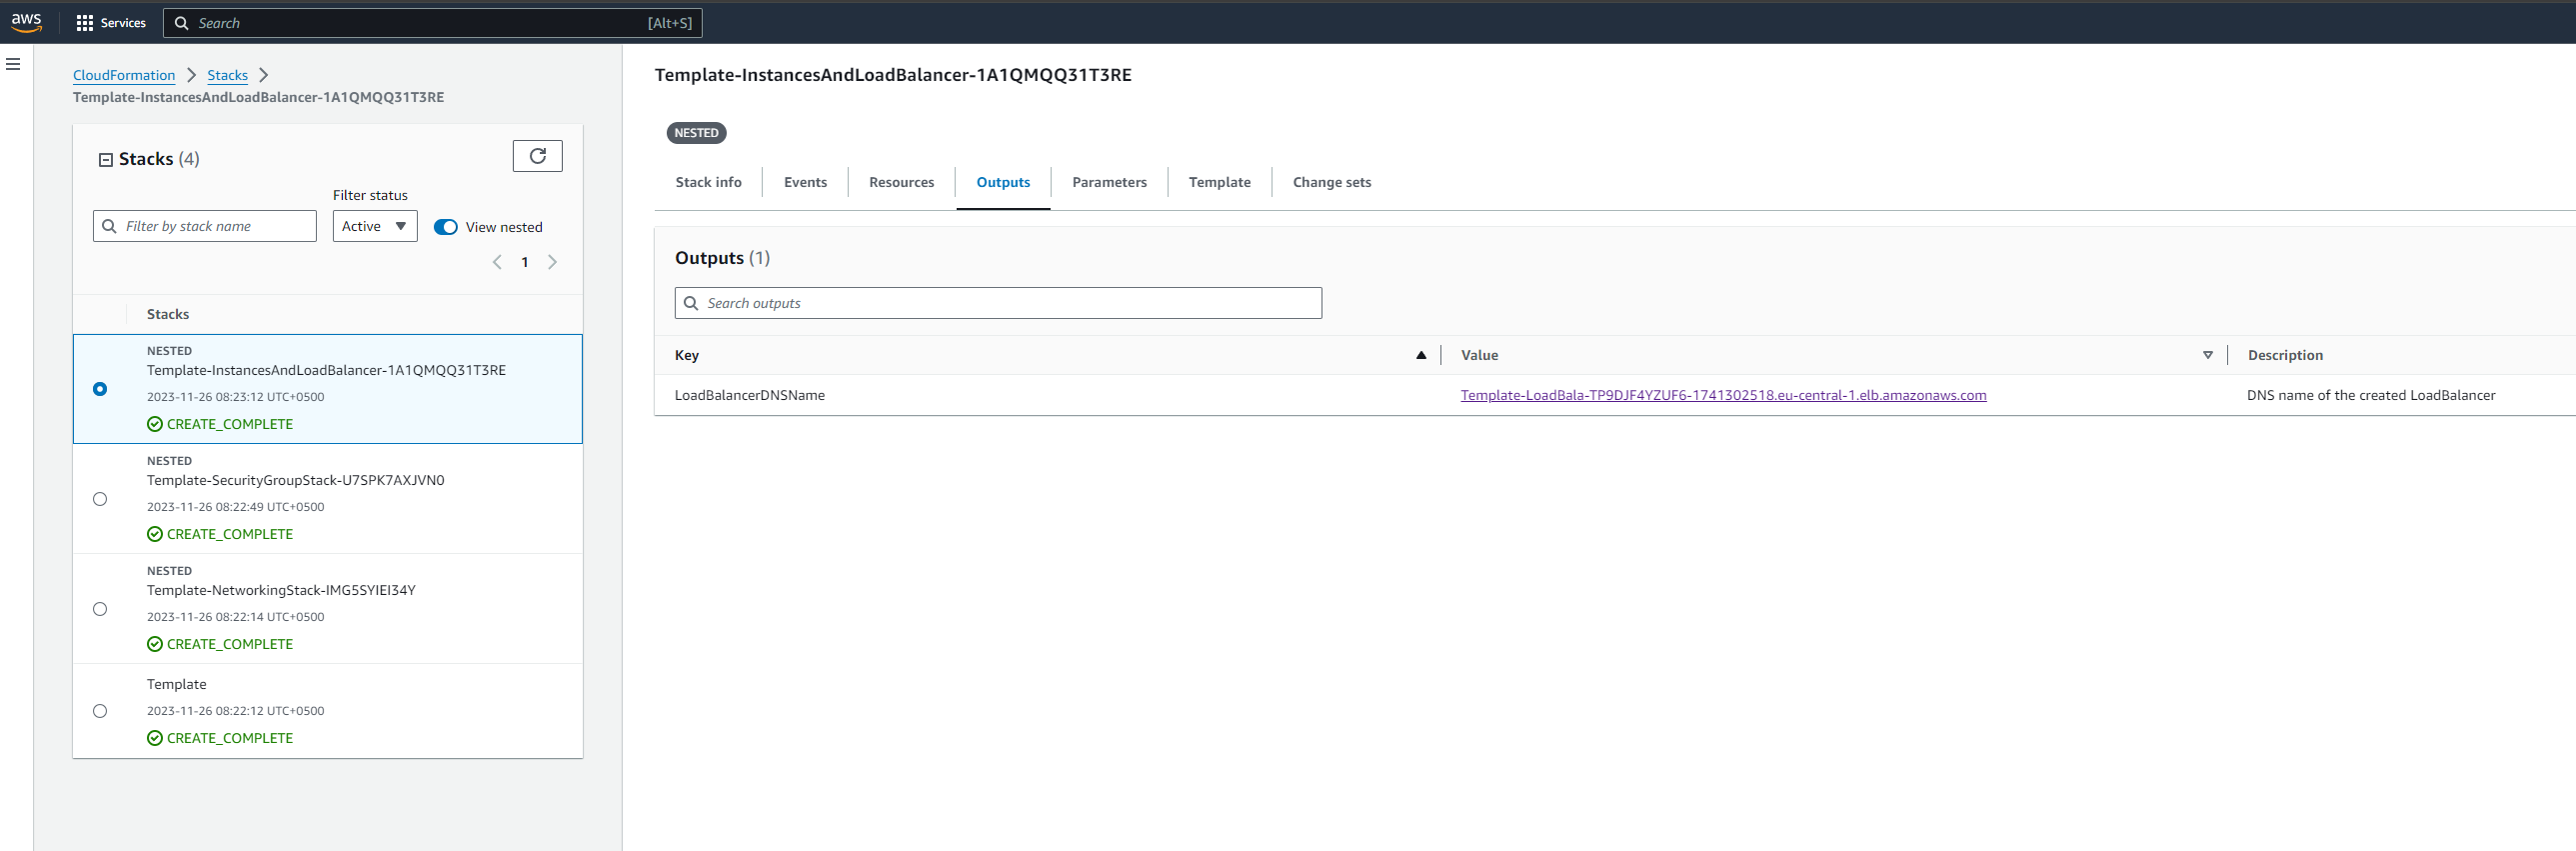 aws
Services
Search
[Alt+S]
CloudFormation
Stacks
Template-InstancesAndLoadBalancer-1A1QMQQ31T3RE
Stacks (4)
Filter status
Filter by stack name
Active
View nested
1
Stacks
NESTED
Template-InstancesAndLoadBalancer-1A1QMQQ31T3RE
2023-11-26 08:23:12 UTC+0500
CREATE_COMPLETE
NESTED
Template-SecurityGroupStack-U7SPK7AXJVN0
2023-11-26 08:22:49 UTC+0500
CREATE_COMPLETE
NESTED
Template-NetworkingStack-IMG5SYIEI34Y
2023-11-26 08:22:14 UTC+0500
CREATE_COMPLETE
Template
2023-11-26 08:22:12 UTC+0500
CREATE_COMPLETE
Template-InstancesAndLoadBalancer-1A1QMQQ31T3RE
NESTED
Stack info
Events
Resources
Outputs
Parameters
Template
Change sets
Outputs (1)
Search outputs
Key
Value
Description
LoadBalancerDNSName
Template-LoadBala-TP9DJF4YZUF6-1741302518.eu-central-1.elb.amazonaws.com
DNS name of the created LoadBalancer